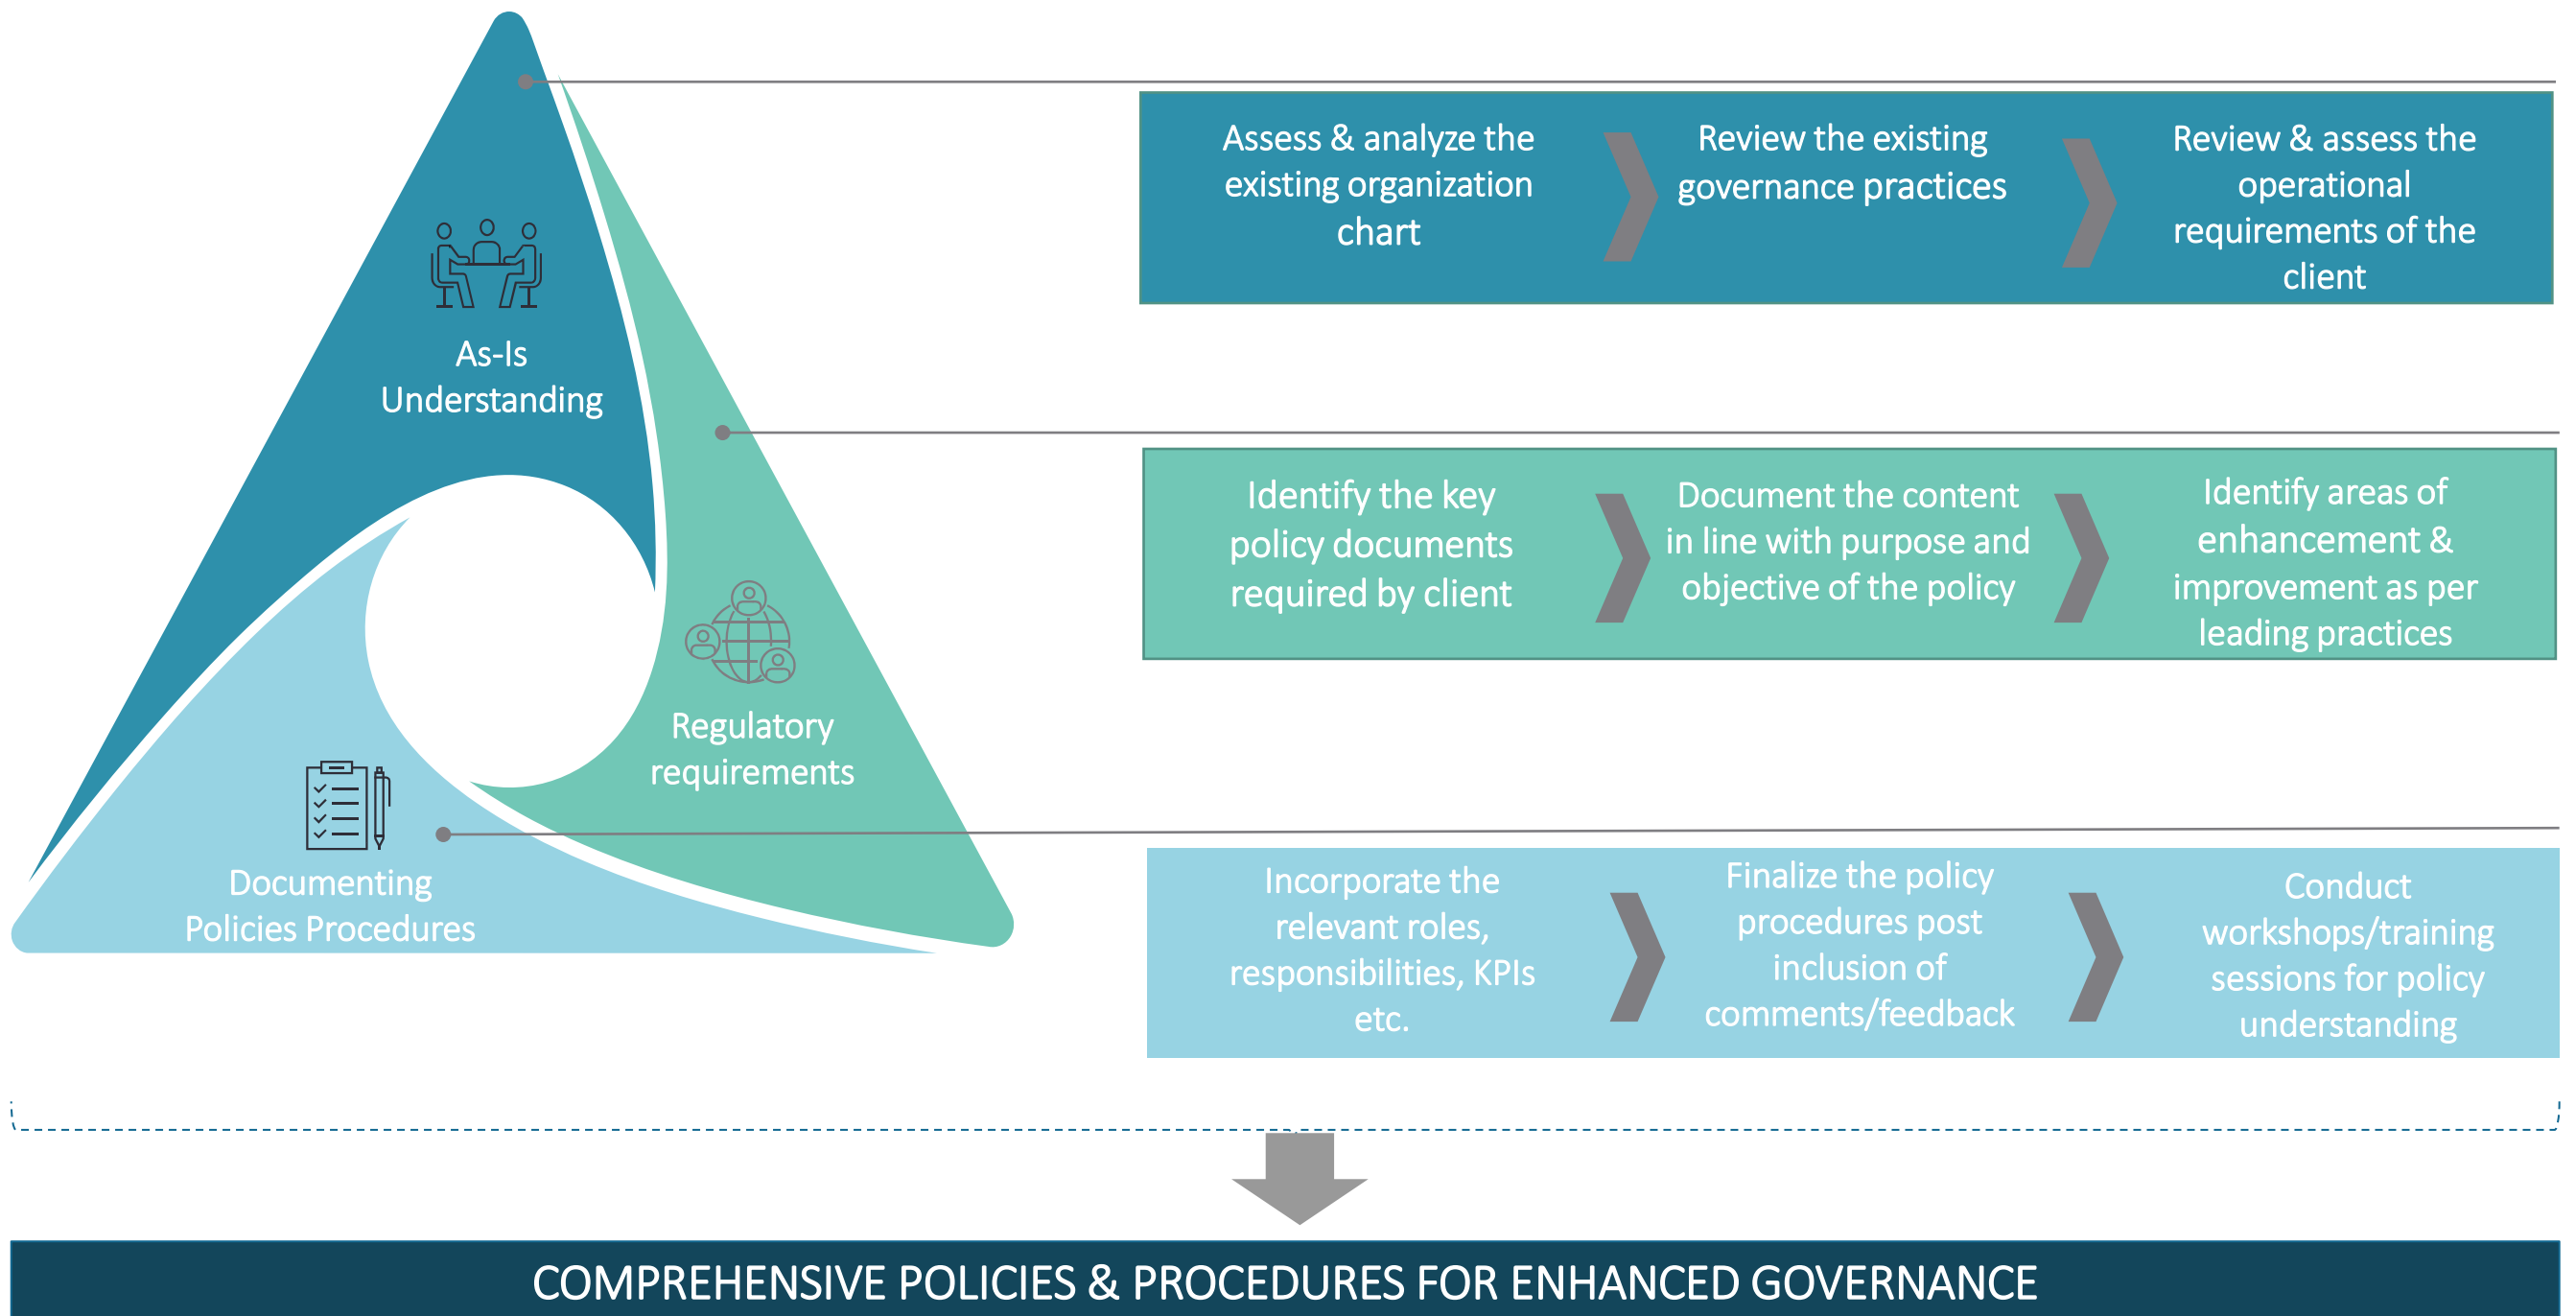 As-Is
Understanding
Assess & analyze the
existing organization
chart
Review the existing
governance practices
Review & assess the
operational
requirements of the
client
Regulatory
requirements
Identify the key
policy documents
required by client
Document the content
in line with purpose and
objective of the policy
Identify areas of
enhancement &
improvement as per
leading practices
Documenting
Policies Procedures
Incorporate the
relevant roles,
responsibilities, KPIs
etc.
Finalize the policy
procedures post
inclusion of
comments/feedback
Conduct
workshops/training
sessions for policy
understanding
COMPREHENSIVE POLICIES & PROCEDURES FOR ENHANCED GOVERNANCE